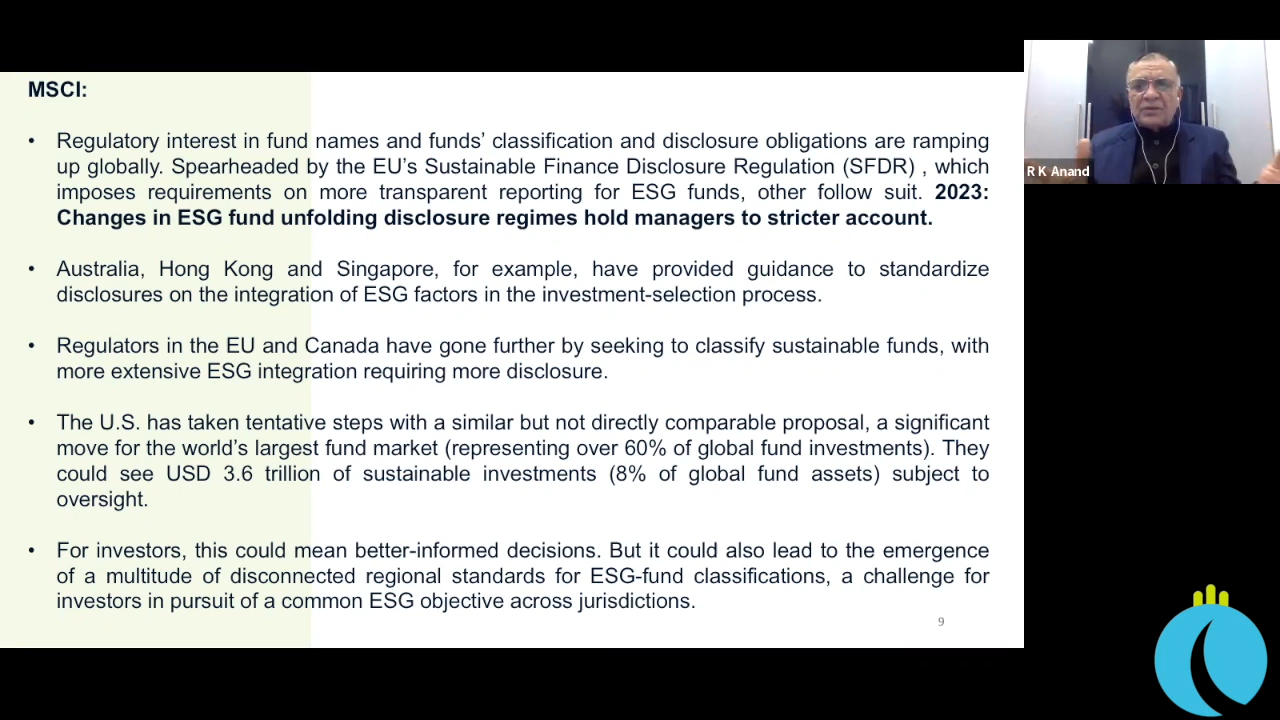 MSCI:
• Regulatory interest in fund names and funds’ classification and disclosure obligations are ramping
up globally. Spearheaded by the EU’s Sustainable Finance Disclosure Regulation (SFDR) , which
imposes requirements on more transparent reporting for ESG funds, other follow suit. 2023:
Changes in ESG fund unfolding disclosure regimes hold managers to stricter account.
• Australia, Hong Kong and Singapore, for example, have provided guidance to standardize
disclosures on the integration of ESG factors in the investment-selection process.
• Regulators in the EU and Canada have gone further by seeking to classify sustainable funds, with
more extensive ESG integration requiring more disclosure.
• The U.S. has taken tentative steps with a similar but not directly comparable proposal, a significant
move for the world’s largest fund market (representing over 60% of global fund investments). They
could see USD 3.6 trillion of sustainable investments (8% of global fund assets) subject to
oversight.
• For investors, this could mean better-informed decisions. But it could also lead to the emergence
of a multitude of disconnected regional standards for ESG-fund classifications, a challenge for
investors in pursuit of a common ESG objective across jurisdictions.
9
R K Anand